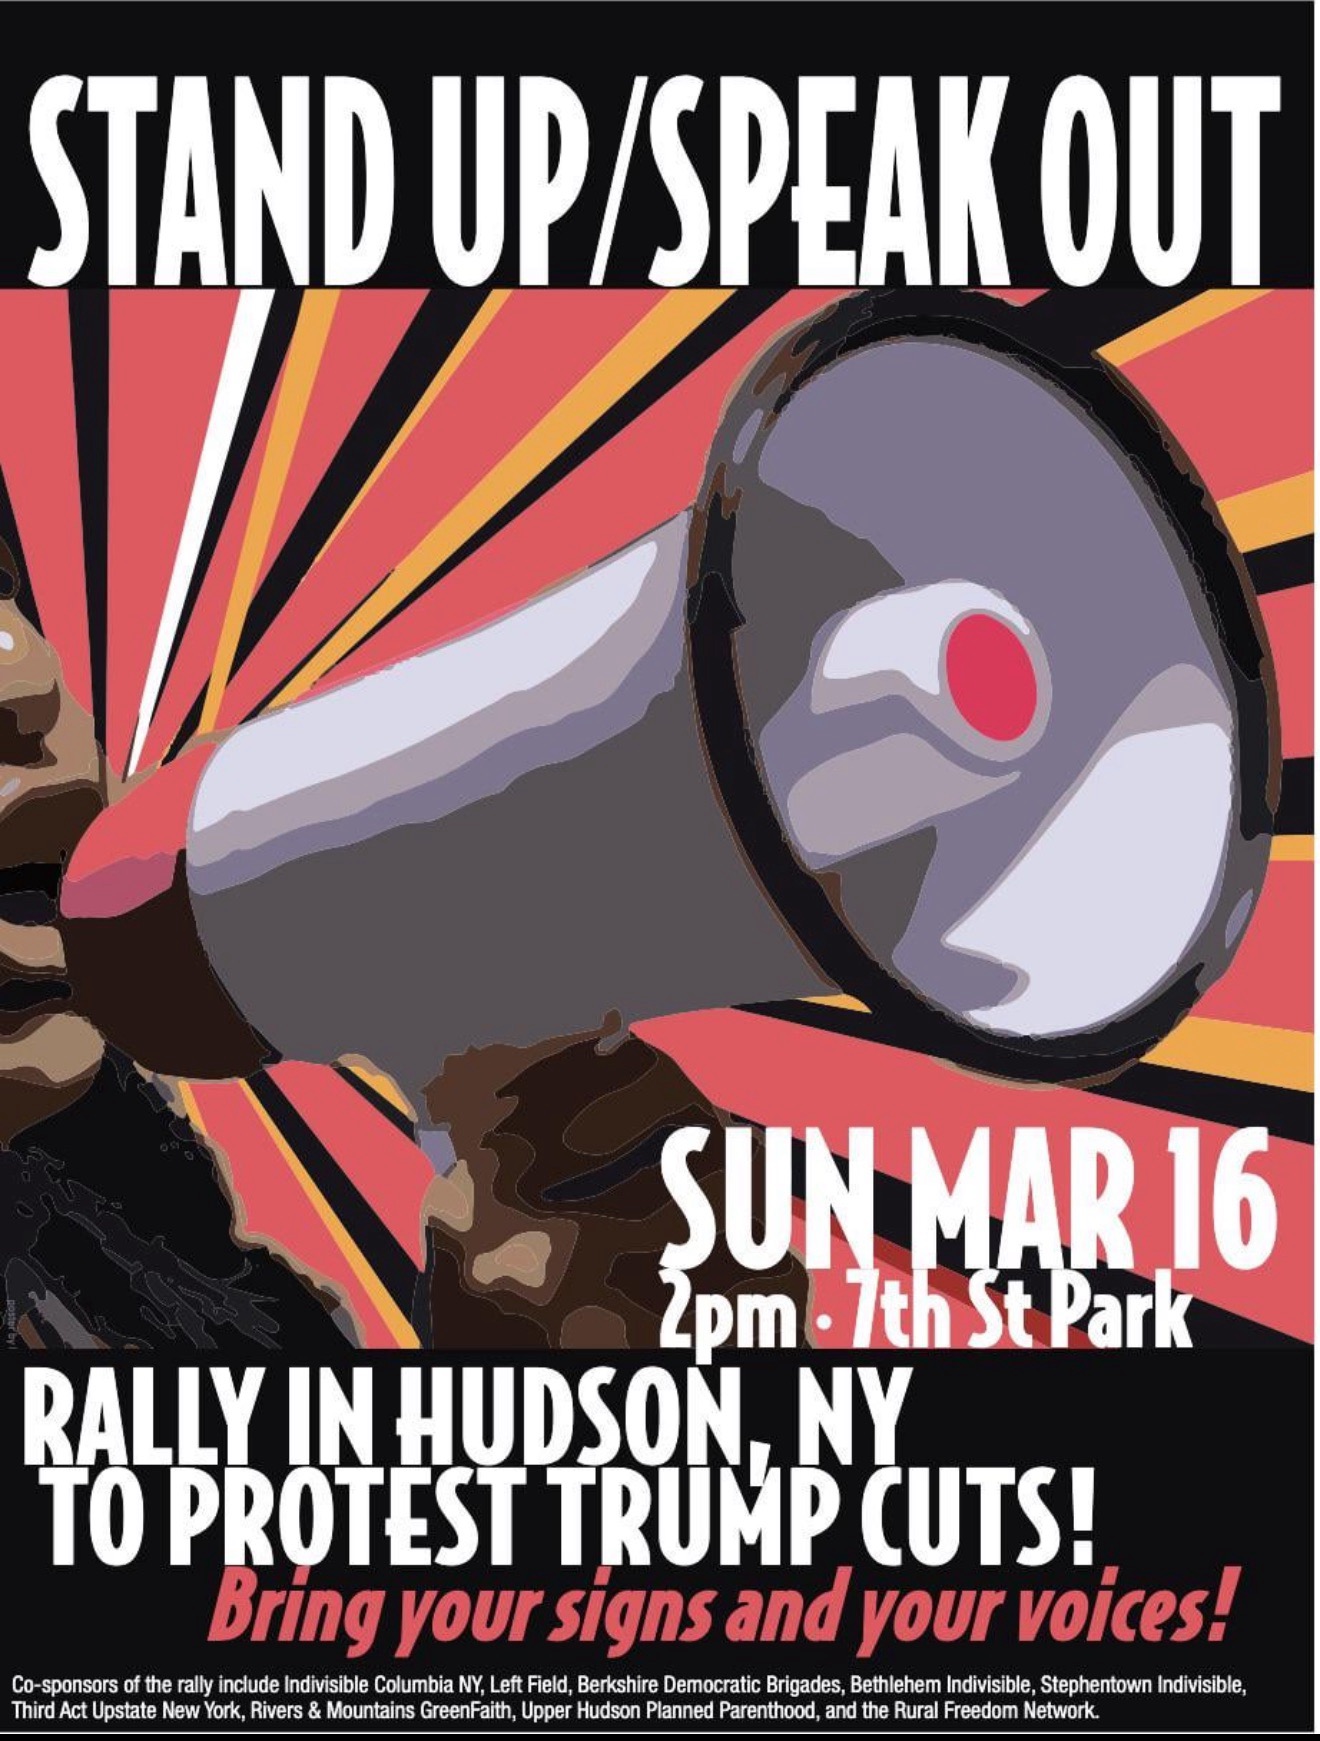 STAND UP/SPEAK OUT
SUN MAR 16
2pm · 7th St Park
RALLY IN HUDSON, NY
TO PROTEST TRUMP CUTS!
Bring your signs and your voices!
Co-sponsors of the rally include Indivisible Columbia NY, Left Field, Berkshire Democratic Brigades, Bethlehem Indivisible, Stephentown Indivisible,
Third Act Upstate New York, Rivers & Mountains GreenFaith, Upper Hudson Planned Parenthood, and the Rural Freedom Network.
poster by